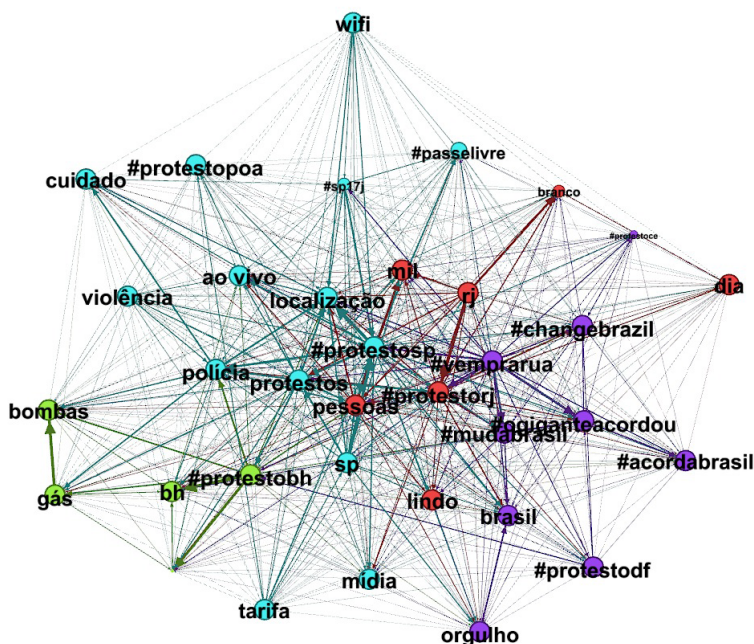 wifi
#passelivre
#protestopoa
cuidado
#sp17j
branco
#protestoce
mil
ao vivo
dia
rj
violência
localização
#changebrazil
#protestosp
#vemprarua
polícia
protestos
#protestorj
pessoas
bombas
#ogiganteacordou
#mudabrasil
#acordabrasil
sp
#protestobh
bh
gás
lindo
brasil
#protestodf
mídia
tarifa
orgulho